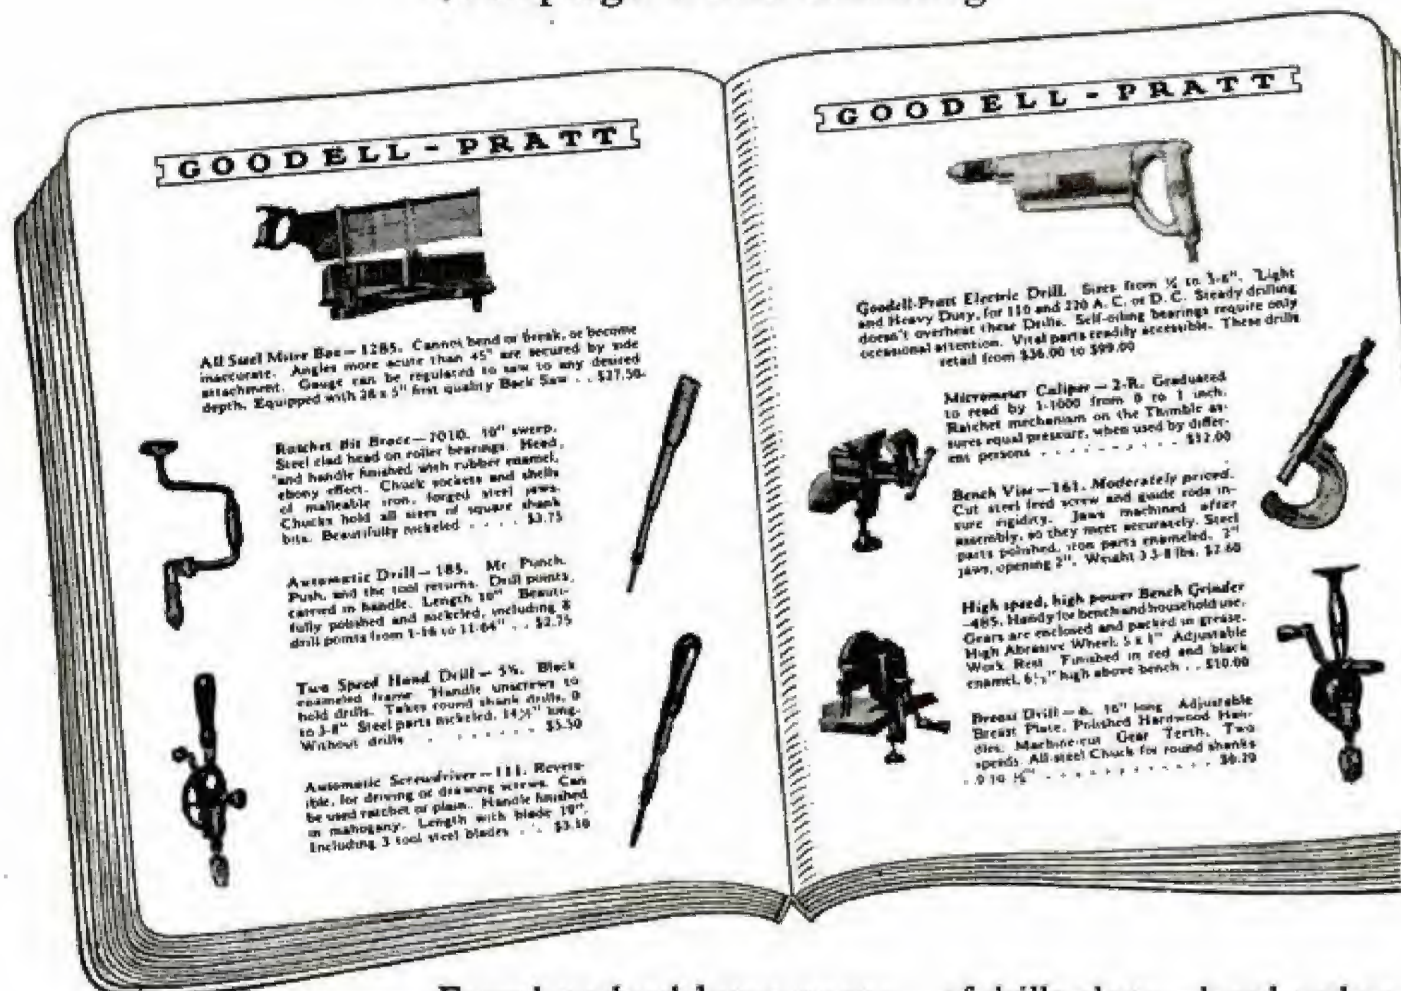 GOODELL-PRATT
All Steel Mitre Box — 1285. Cannot bend or break, or become
inaccurate. Angles more acute than 45° are secured by side
attachment. Gauge can be regulated to saw to any desired
depth. Equipped with 28 x 5" first quality Back Saw . . $27.50
Ratchet Bit Brace — 7010. 10" sweep.
Steel clad head on roller bearings. Head,
and handle finished with rubber enamel,
ebony effect. Chuck sockets and shells
of malleable iron, forged steel jaws.
Chucks hold all sizes of square shank
bits. Beautifully nickeled . . . . $3.75
Automatic Drill — 185. Mr. Punch.
Push, and the tool returns. Drill points,
carried in handle. Length 10" Beauti-
fully polished and nickeled, including 8
drill points from 1-16 to 11-64" . . $2.75
Two Speed Hand Drill — 5½. Black
enameled frame. Handle unscrews to
hold drills. Takes round shank drills, 0
to 3-8" Steel parts nickeled. 14½" long.
Without drills . . . . . . $5.50
Automatic Screwdriver — 111. Revers-
ible, for driving or drawing screws. Can
be used ratchet or plain. Handle finished
in mahogany. Length with blade 19".
Including 3 tool steel blades . . $3.10
GOODELL-PRATT
Goodell-Pratt Electric Drill. Sizes from ¼ to 5-8". Light
and Heavy Duty, for 110 and 220 A. C. or D. C. Steady drilling
doesn't overheat these Drills. Self-oiling bearings require only
occasional attention. Vital parts readily accessible. These drills
retail from $36.00 to $99.00
Micrometer Caliper — 2-R. Graduated
to read by 1-1000 from 0 to 1 inch.
Ratchet mechanism on the Thimble as-
sures equal pressure, when used by differ-
ent persons . . . . . . . $12.00
Bench Vise — 161. Moderately priced.
Cut steel feed screw and guide rods in-
sure rigidity. Jaws machined after
assembly, so they meet accurately. Steel
parts polished, iron parts enameled. 2"
jaws, opening 2". Weight 3 3-8 lbs. $2.60
High speed, high power Bench Grinder
—485. Handy for bench and household use.
Gears are enclosed and packed in grease.
High Abrasive Wheel, 5 x 1" Adjustable
Work Rest. Finished in red and black
enamel, 6½" high above bench . . $10.00
Breast Drill — 6. 16" long Adjustable
Breast Plate, Polished Hardwood Han-
dles. Machine-cut Gear Teeth. Two
speeds. All-steel Chuck for round shanks
0 to ½" . . . . . . . . . . .